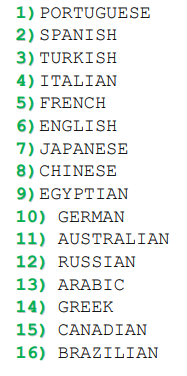 1) PORTUGUESE
2) SPANISH
3) TURKISH
4) ITALIAN
5) FRENCH
6) ENGLISH
7) JAPANESE
8) CHINESE
9) EGYPTIAN
10) GERMAN
11) AUSTRALIAN
12) RUSSIAN
13) ARABIC
14) GREEK
15) CANADIAN
16) BRAZILIAN